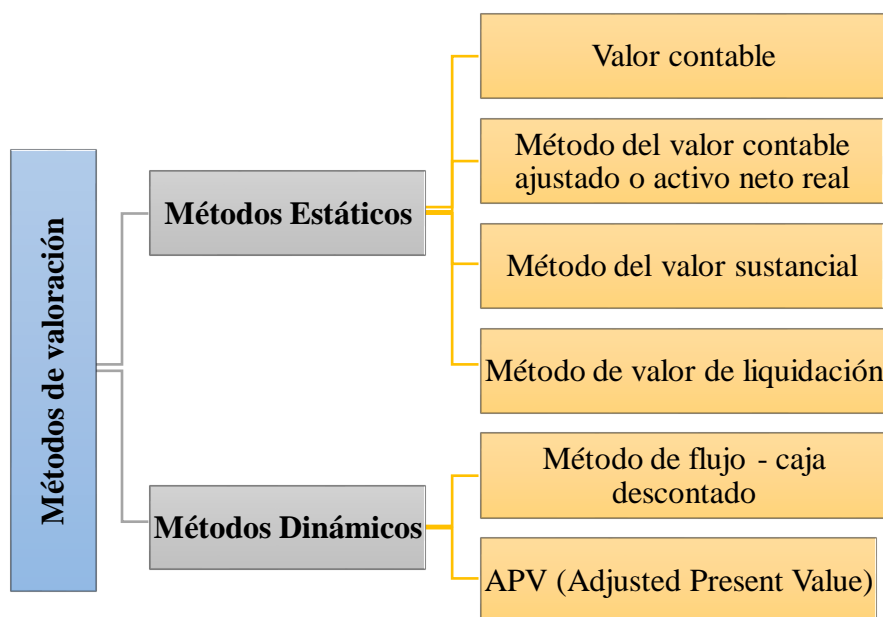 Métodos de valoración
Métodos Estáticos
Valor contable
Método del valor contable
ajustado o activo neto real
Método del valor sustancial
Método de valor de liquidación
Métodos Dinámicos
Método de flujo - caja
descontado
APV (Adjusted Present Value)